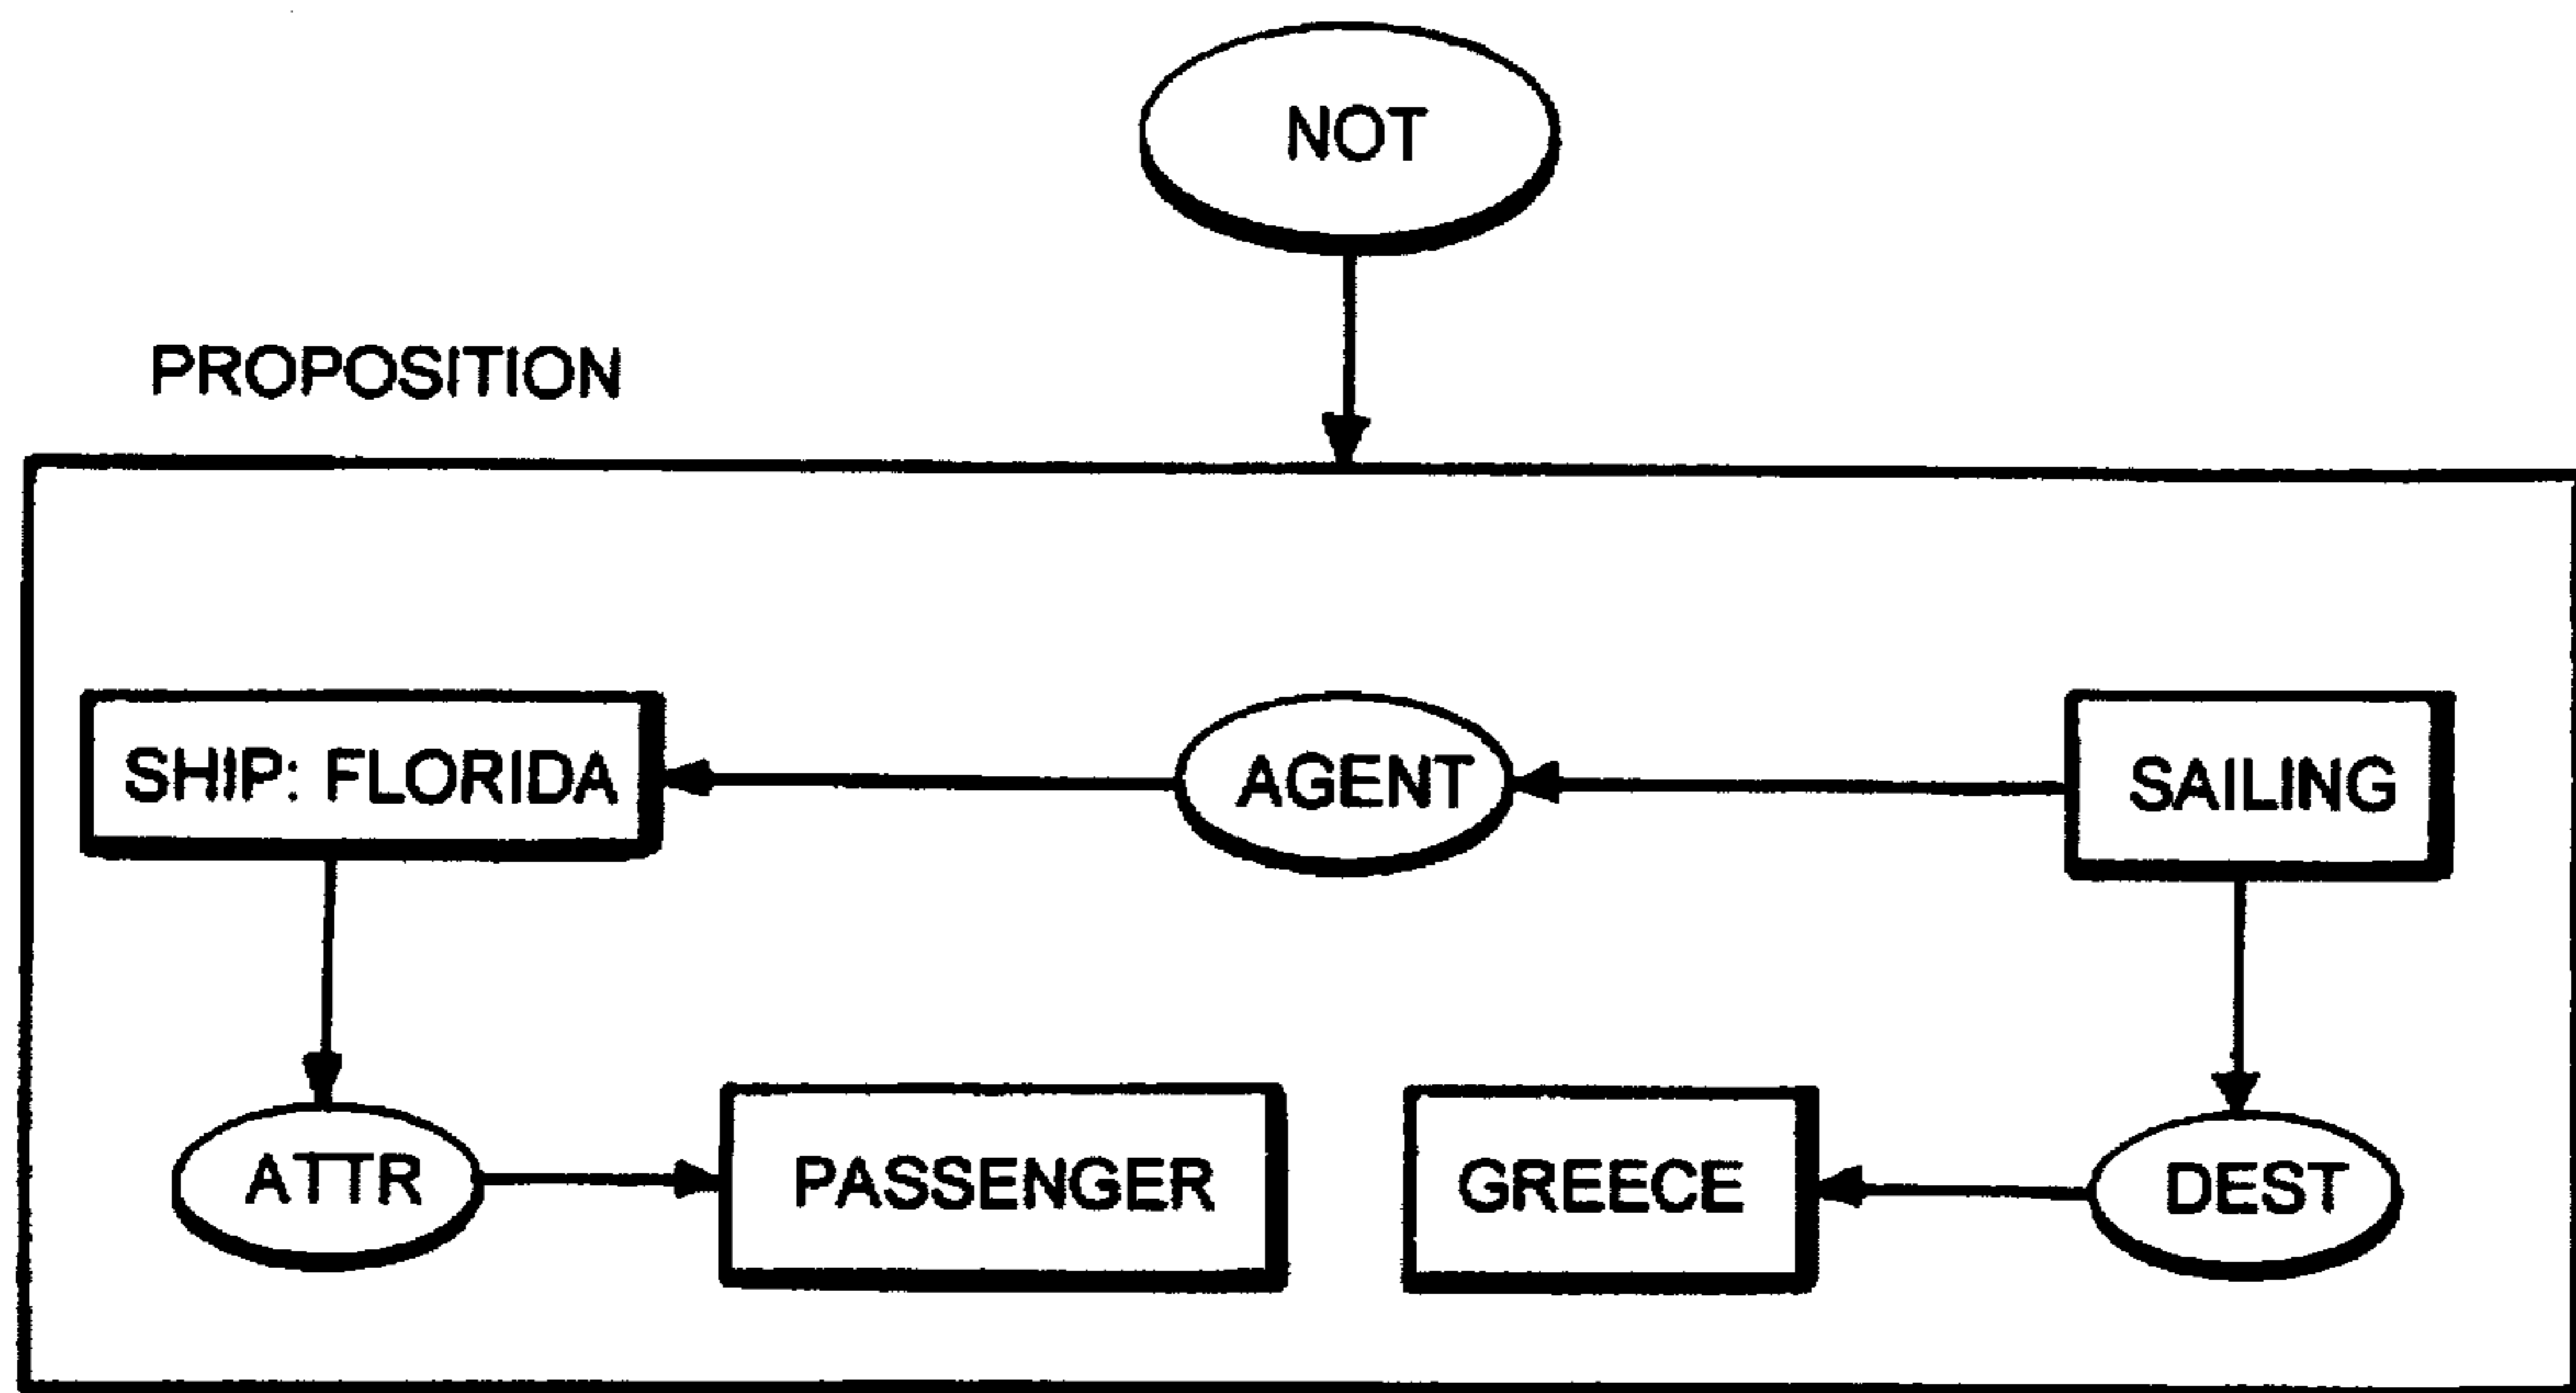 NOT
PROPOSITION
SHIP: FLORIDA
AGENT
SAILING
ATTR
PASSENGER
GREECE
DEST